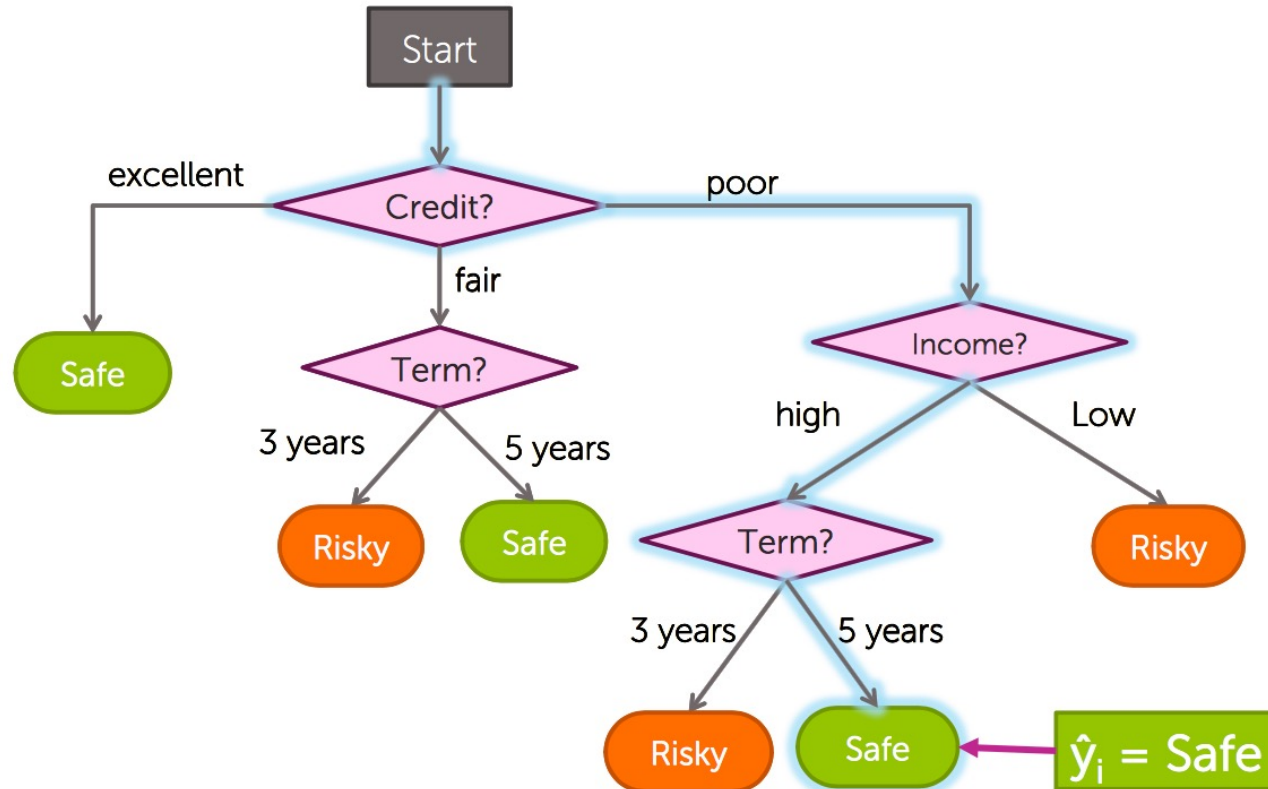 Start
excellent
poor
Credit?
fair
Income?
Safe
Term?
high
Low
3 years
5 years
Risky
Safe
Term?
Risky
3 years
5 years
Risky
Safe
ŷi = Safe